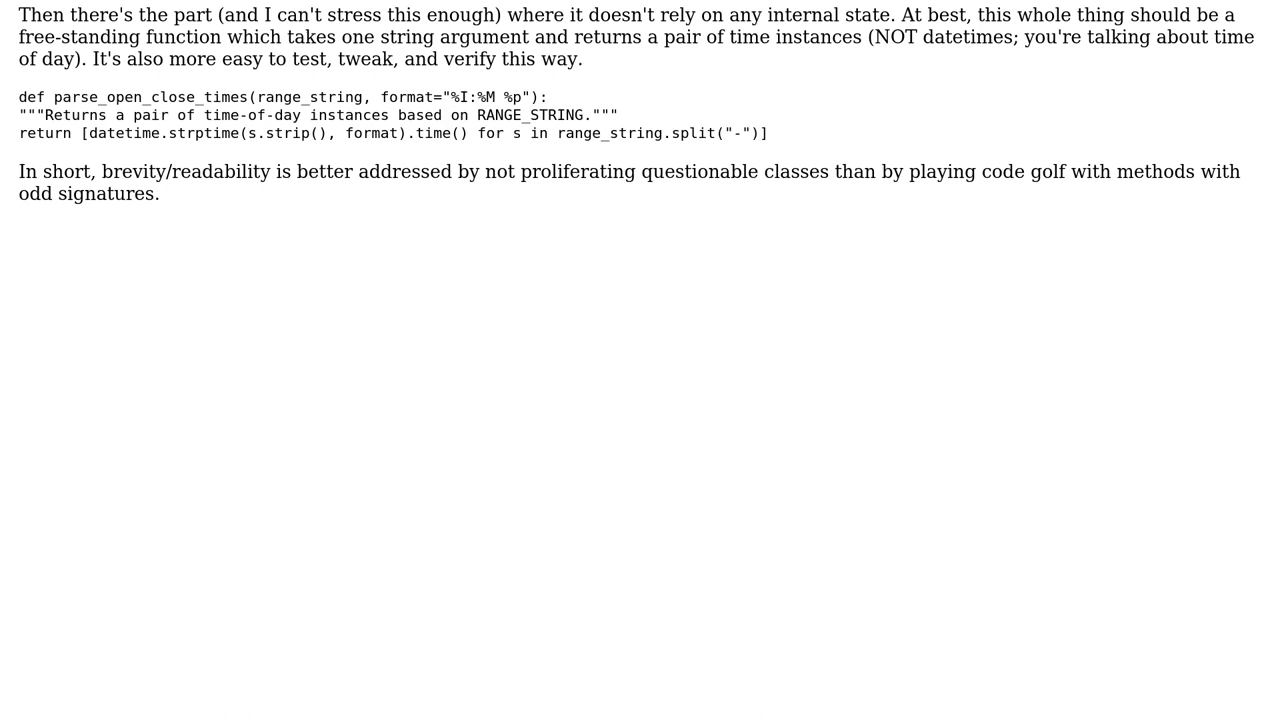 Then there's the part (and I can't stress this enough) where it doesn't rely on any internal state. At best, this whole thing should be a
free-standing function which takes one string argument and returns a pair of time instances (NOT datetimes; you're talking about time
of day). It's also more easy to test, tweak, and verify this way.
def parse_open_close_times(range_string, format="%I:%M %p"):
"""Returns a pair of time-of-day instances based on RANGE_STRING."""
return [datetime.strptime(s.strip(), format).time() for s in range_string.split("-")]
In short, brevity/readability is better addressed by not proliferating questionable classes than by playing code golf with methods with
odd signatures.